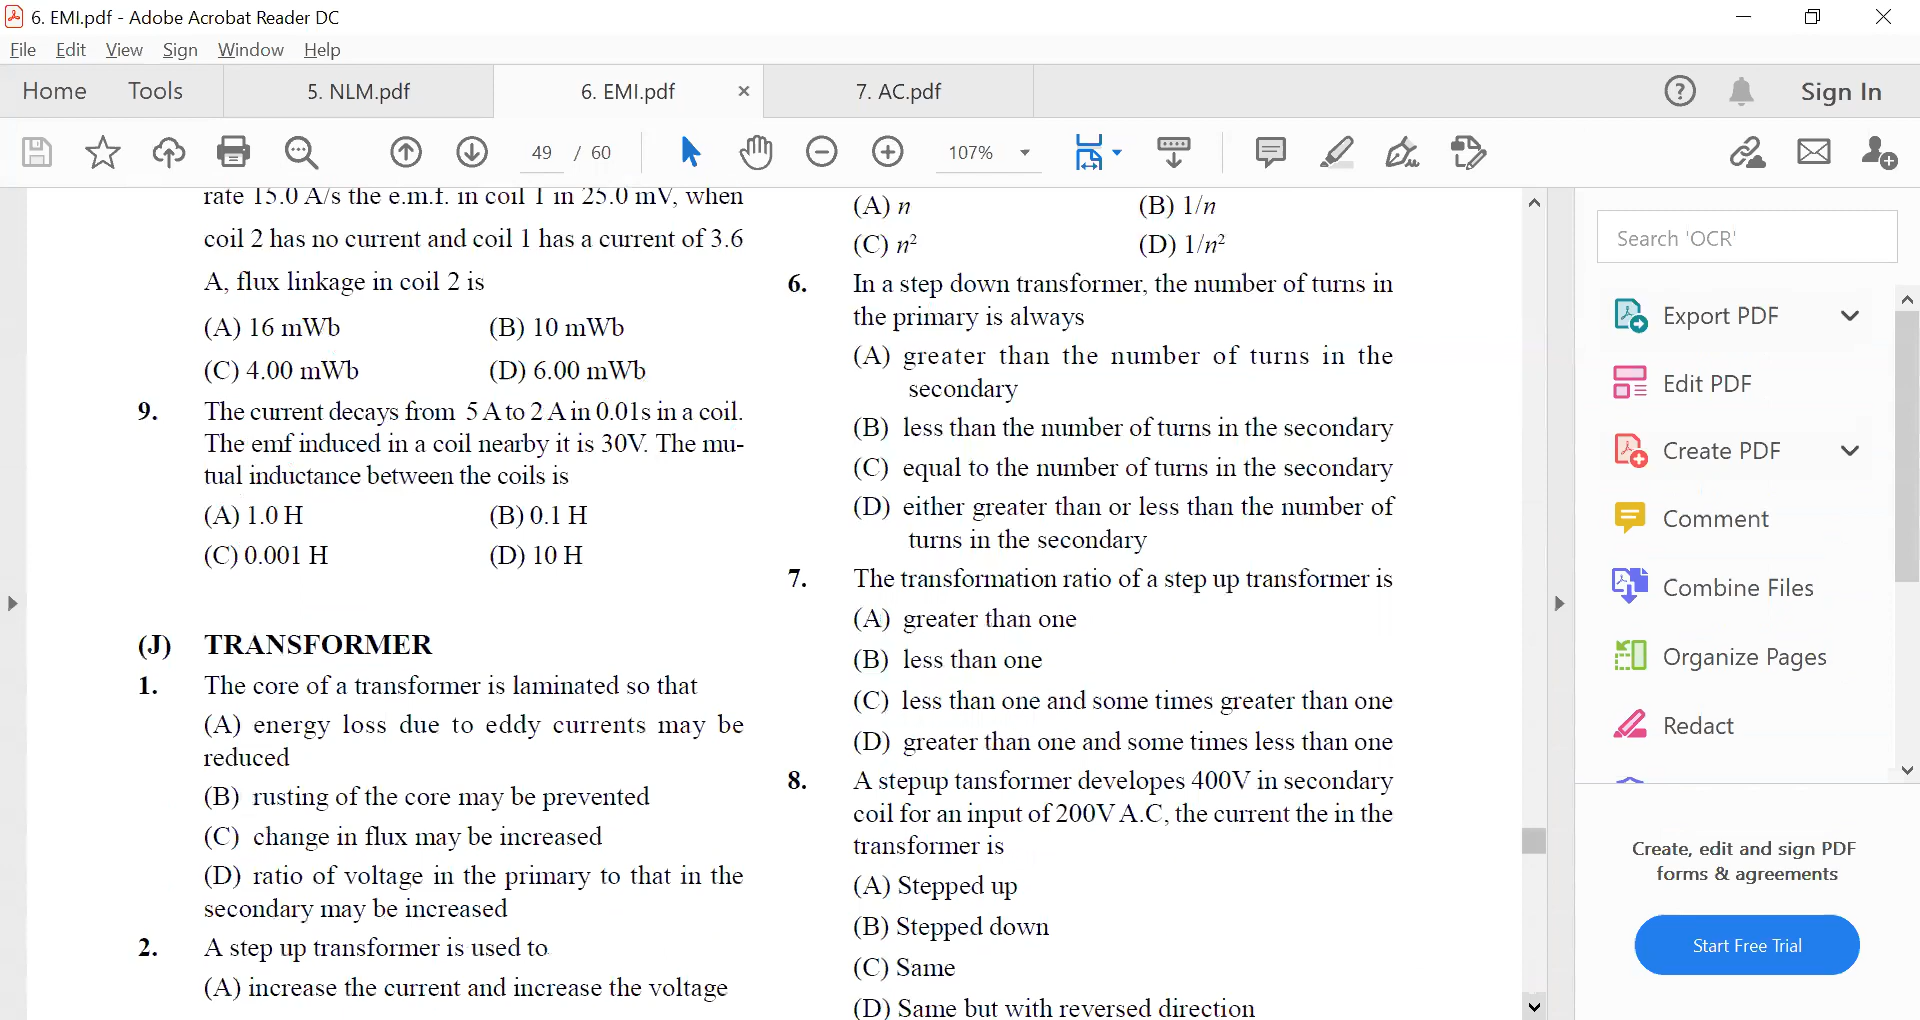 6. EMI.pdf - Adobe Acrobat Reader DC
File Edit View Sign Window Help
Home Tools 5. NLM.pdf 6. EMI.pdf × 7. AC.pdf ? Sign In
49 / 60 107%
rate 15.0 A/s the e.m.f. in coil 1 in 25.0 mV, when
coil 2 has no current and coil 1 has a current of 3.6
A, flux linkage in coil 2 is
(A) 16 mWb (B) 10 mWb
(C) 4.00 mWb (D) 6.00 mWb
9. The current decays from 5 A to 2 A in 0.01s in a coil.
The emf induced in a coil nearby it is 30V. The mu-
tual inductance between the coils is
(A) 1.0 H (B) 0.1 H
(C) 0.001 H (D) 10 H
(J) TRANSFORMER
1. The core of a transformer is laminated so that
(A) energy loss due to eddy currents may be
reduced
(B) rusting of the core may be prevented
(C) change in flux may be increased
(D) ratio of voltage in the primary to that in the
secondary may be increased
2. A step up transformer is used to
(A) increase the current and increase the voltage
(A) n (B) 1/n
(C) n² (D) 1/n²
6. In a step down transformer, the number of turns in
the primary is always
(A) greater than the number of turns in the
secondary
(B) less than the number of turns in the secondary
(C) equal to the number of turns in the secondary
(D) either greater than or less than the number of
turns in the secondary
7. The transformation ratio of a step up transformer is
(A) greater than one
(B) less than one
(C) less than one and some times greater than one
(D) greater than one and some times less than one
8. A stepup tansformer developes 400V in secondary
coil for an input of 200V A.C, the current the in the
transformer is
(A) Stepped up
(B) Stepped down
(C) Same
(D) Same but with reversed direction
Search 'OCR'
Export PDF
Edit PDF
Create PDF
Comment
Combine Files
Organize Pages
Redact
Create, edit and sign PDF
forms & agreements
Start Free Trial